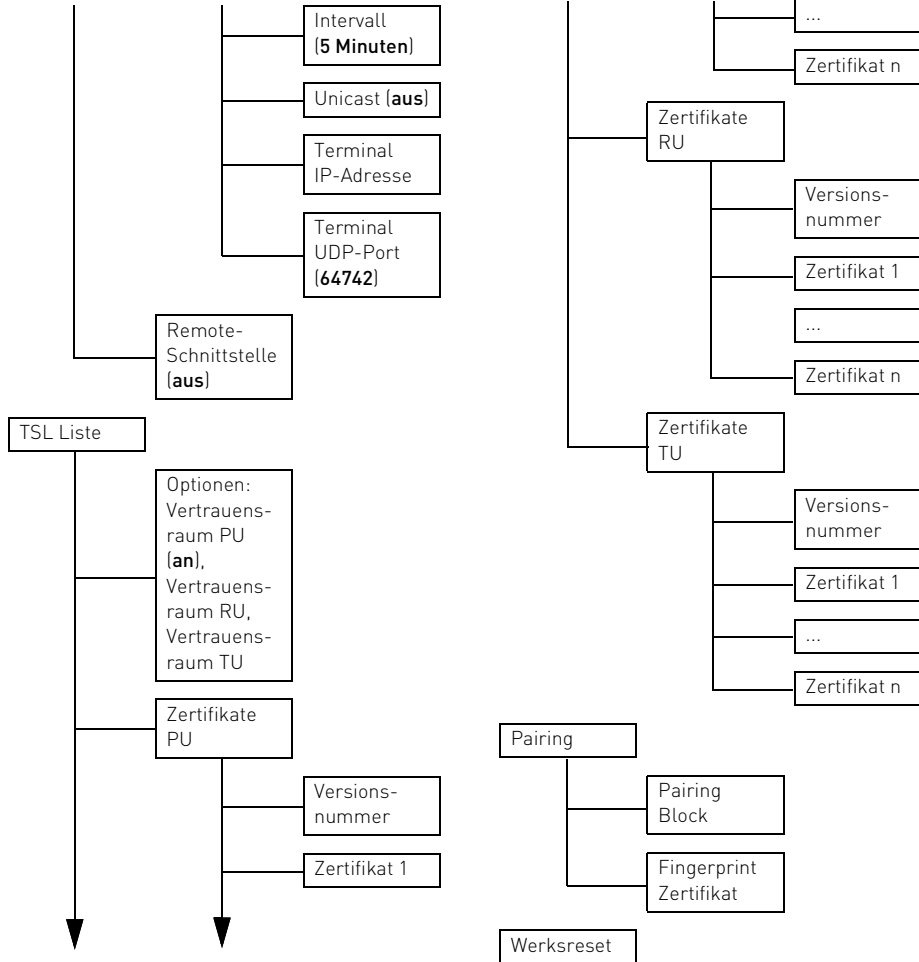 Intervall
(5 Minuten)
Unicast (aus)
Terminal
IP-Adresse
Terminal
UDP-Port
(64742)
Remote-
Schnittstelle
(aus)
TSL Liste
Optionen:
Vertrauens-
raum PU
(an),
Vertrauens-
raum RU,
Vertrauens-
raum TU
Zertifikate
PU
Versions-
nummer
Zertifikat 1
...
Zertifikat n
Zertifikate
RU
Versions-
nummer
Zertifikat 1
...
Zertifikat n
Zertifikate
TU
Versions-
nummer
Zertifikat 1
...
Zertifikat n
Pairing
Pairing
Block
Fingerprint
Zertifikat
Werksreset